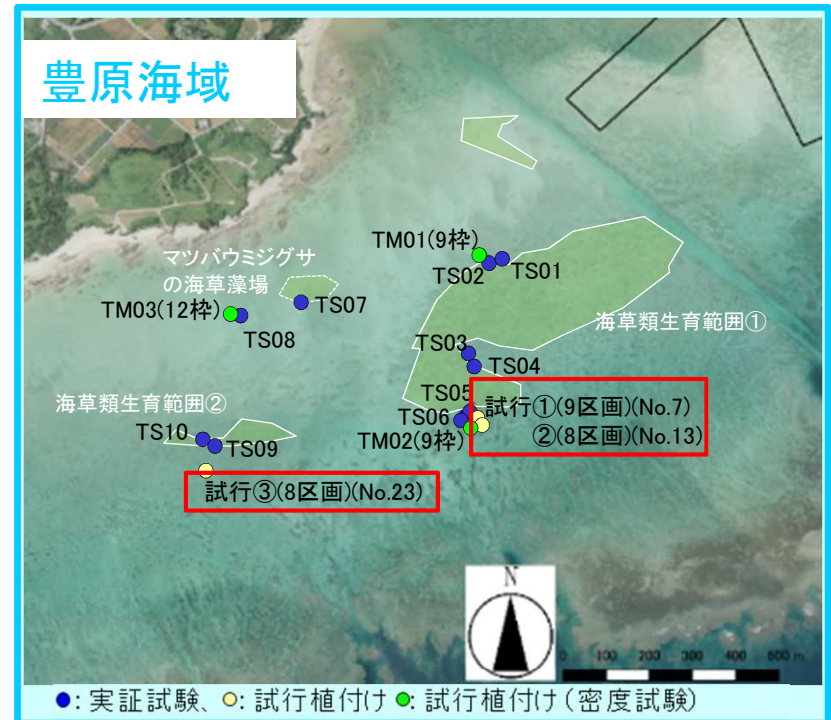 豊原海域
TM01(9枠)
TS02
TS01
マツバウミジグサ
の海草藻場
TS07
TM03(12枠)
TS08
海草類生育範囲①
TS03
TS04
海草類生育範囲②
TS05
TS06
TM02(9枠)
試行①(9区画)(No.7)
②(8区画)(No.13)
TS10
TS09
試行③(8区画)(No.23)
N
0 100 200 300 400 600 m
●: 実証試験、○: 試行植付け ●: 試行植付け(密度試験)